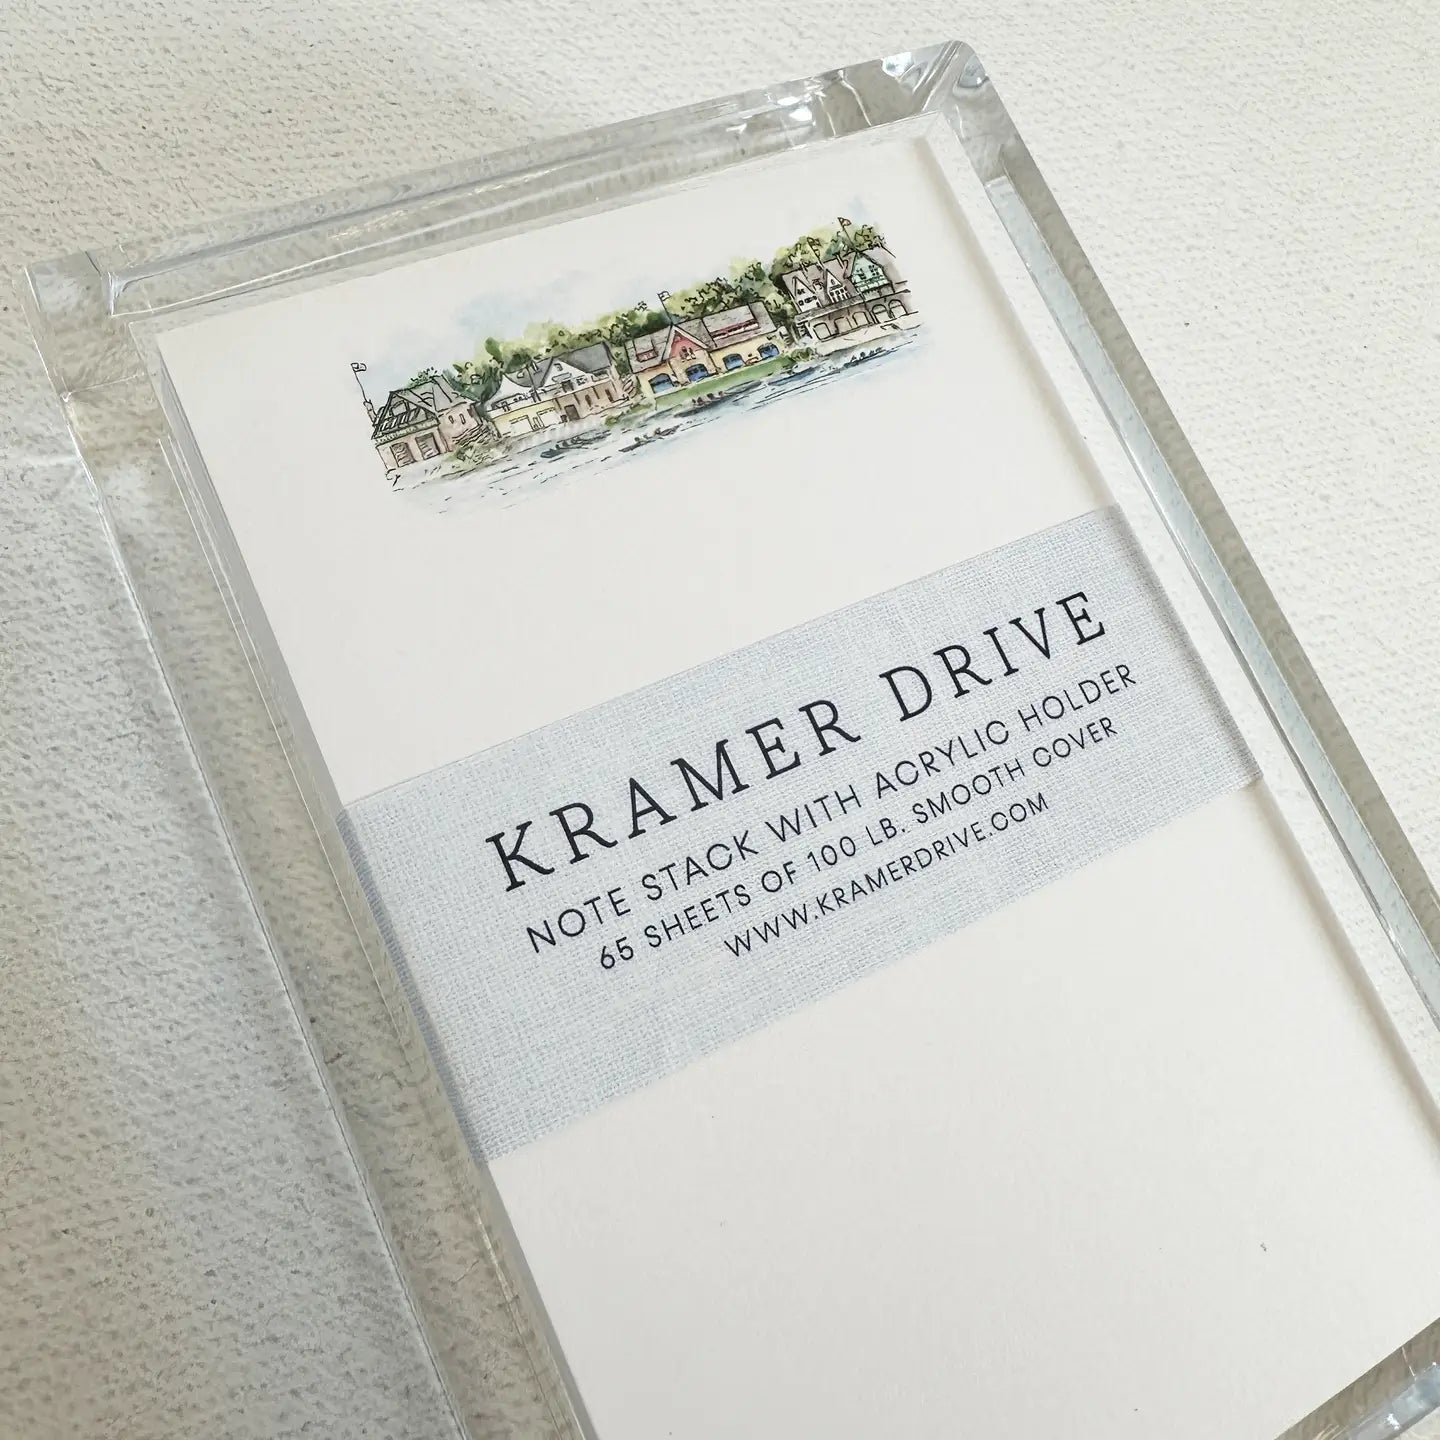 KRAMER DRIVE
NOTE STACK WITH ACRYLIC HOLDER
65 SHEETS OF 100 LB. SMOOTH COVER
WWW.KRAMERDRIVE.COM